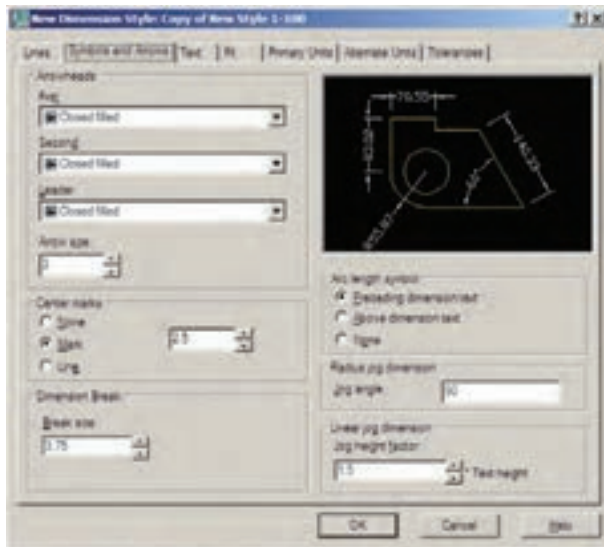 New Dimension Style: Copy of New Style 1-100
Lines
Symbols and Arrows
Text
Fit
Primary Units
Alternate Units
Tolerances
Arrowheads
First
Closed filled
Second
Closed filled
Leader
Closed filled
Arrow size
Center marks
None
Mark
Line
2.5
Dimension Break
Break size
3.75
Arc length symbol
Preceding dimension text
Above dimension text
None
Radius jog dimension
Jog angle
Linear jog dimension
Jog height factor
1.5
* Text height
OK
Cancel
Help